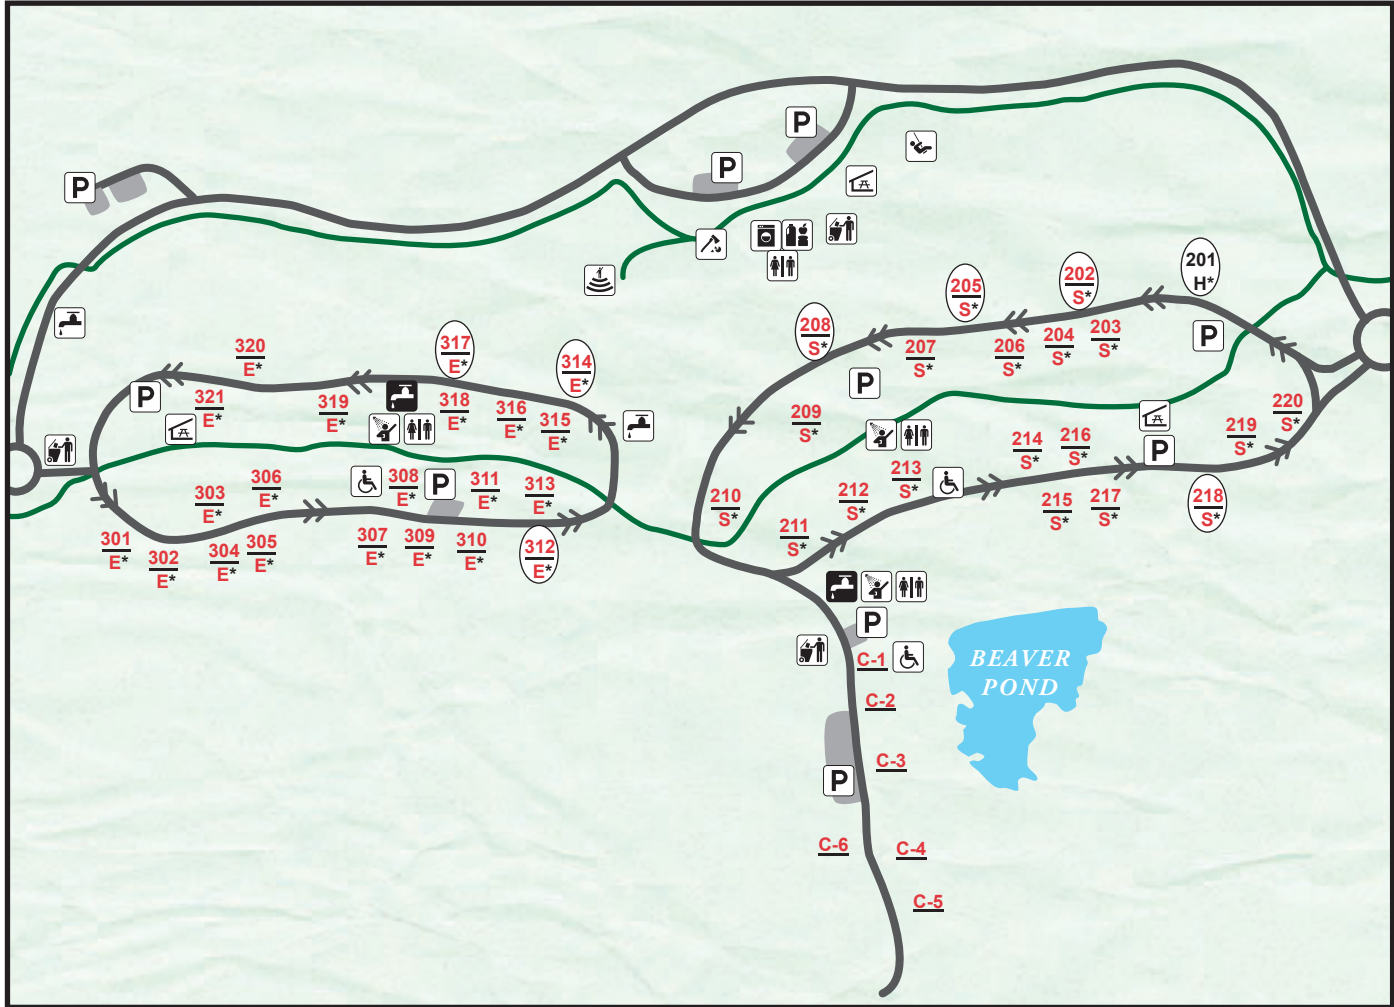 P
P
P
201
H*
202
S*
205
S*
203
S*
204
S*
208
S*
206
S*
207
S*
P
317
E*
320
E*
314
E*
P
P
321
E*
319
E*
318
E*
316
E*
315
E*
209
S*
220
S*
219
S*
214
S*
216
S*
P
306
E*
308
E*
P
311
E*
313
E*
303
E*
213
S*
212
S*
210
S*
215
S*
217
S*
218
S*
211
S*
301
E*
302
E*
304
E*
305
E*
307
E*
309
E*
310
E*
312
E*
P
C-1
BEAVER
POND
C-2
C-3
P
C-6
C-4
C-5